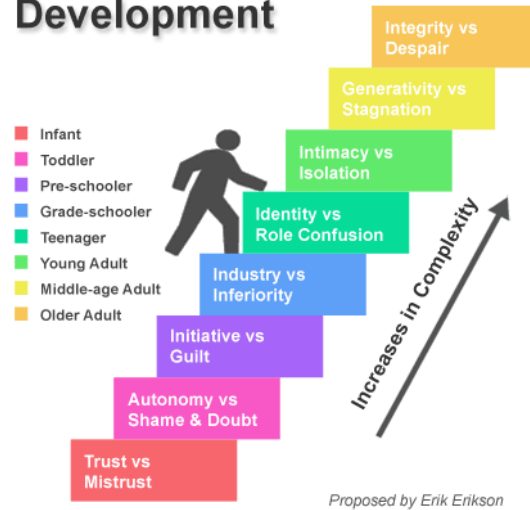 Development
Integrity vs
Despair
Generativity vs
Stagnation
Infant
Toddler
Pre-schooler
Grade-schooler
Teenager
Young Adult
Middle-age Adult
Older Adult
Intimacy vs
Isolation
Identity vs
Role Confusion
Industry vs
Inferiority
Initiative vs
Guilt
Autonomy vs
Shame & Doubt
Trust vs
Mistrust
Increases in Complexity
Proposed by Erik Erikson